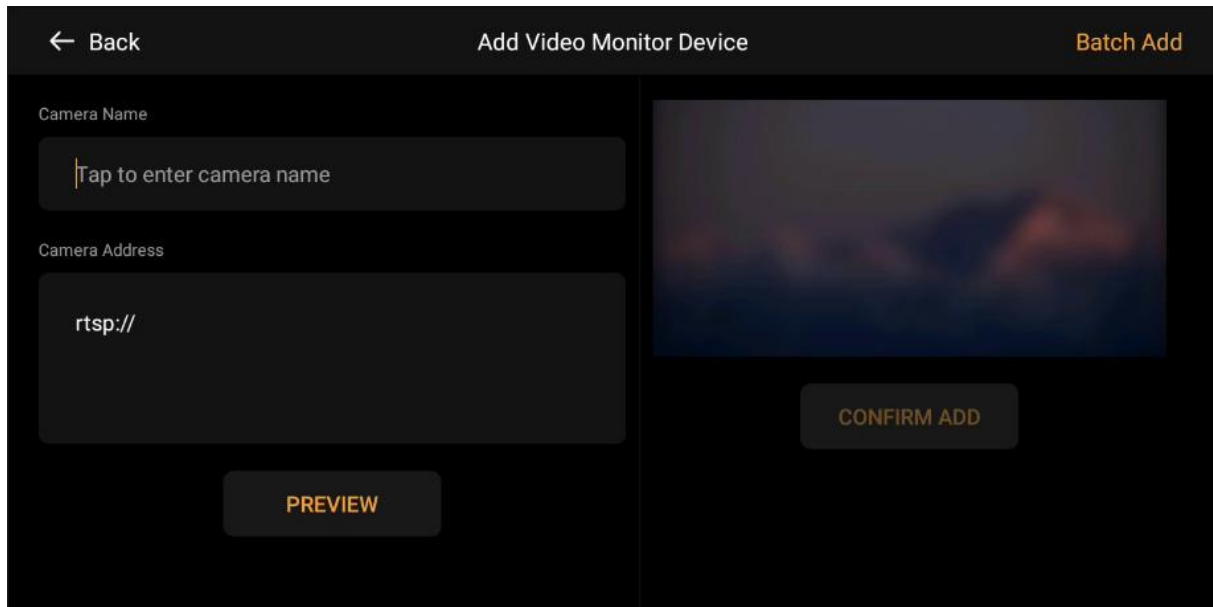 ← Back
Add Video Monitor Device
Batch Add
Camera Name
Tap to enter camera name
Camera Address
rtsp://
PREVIEW
CONFIRM ADD